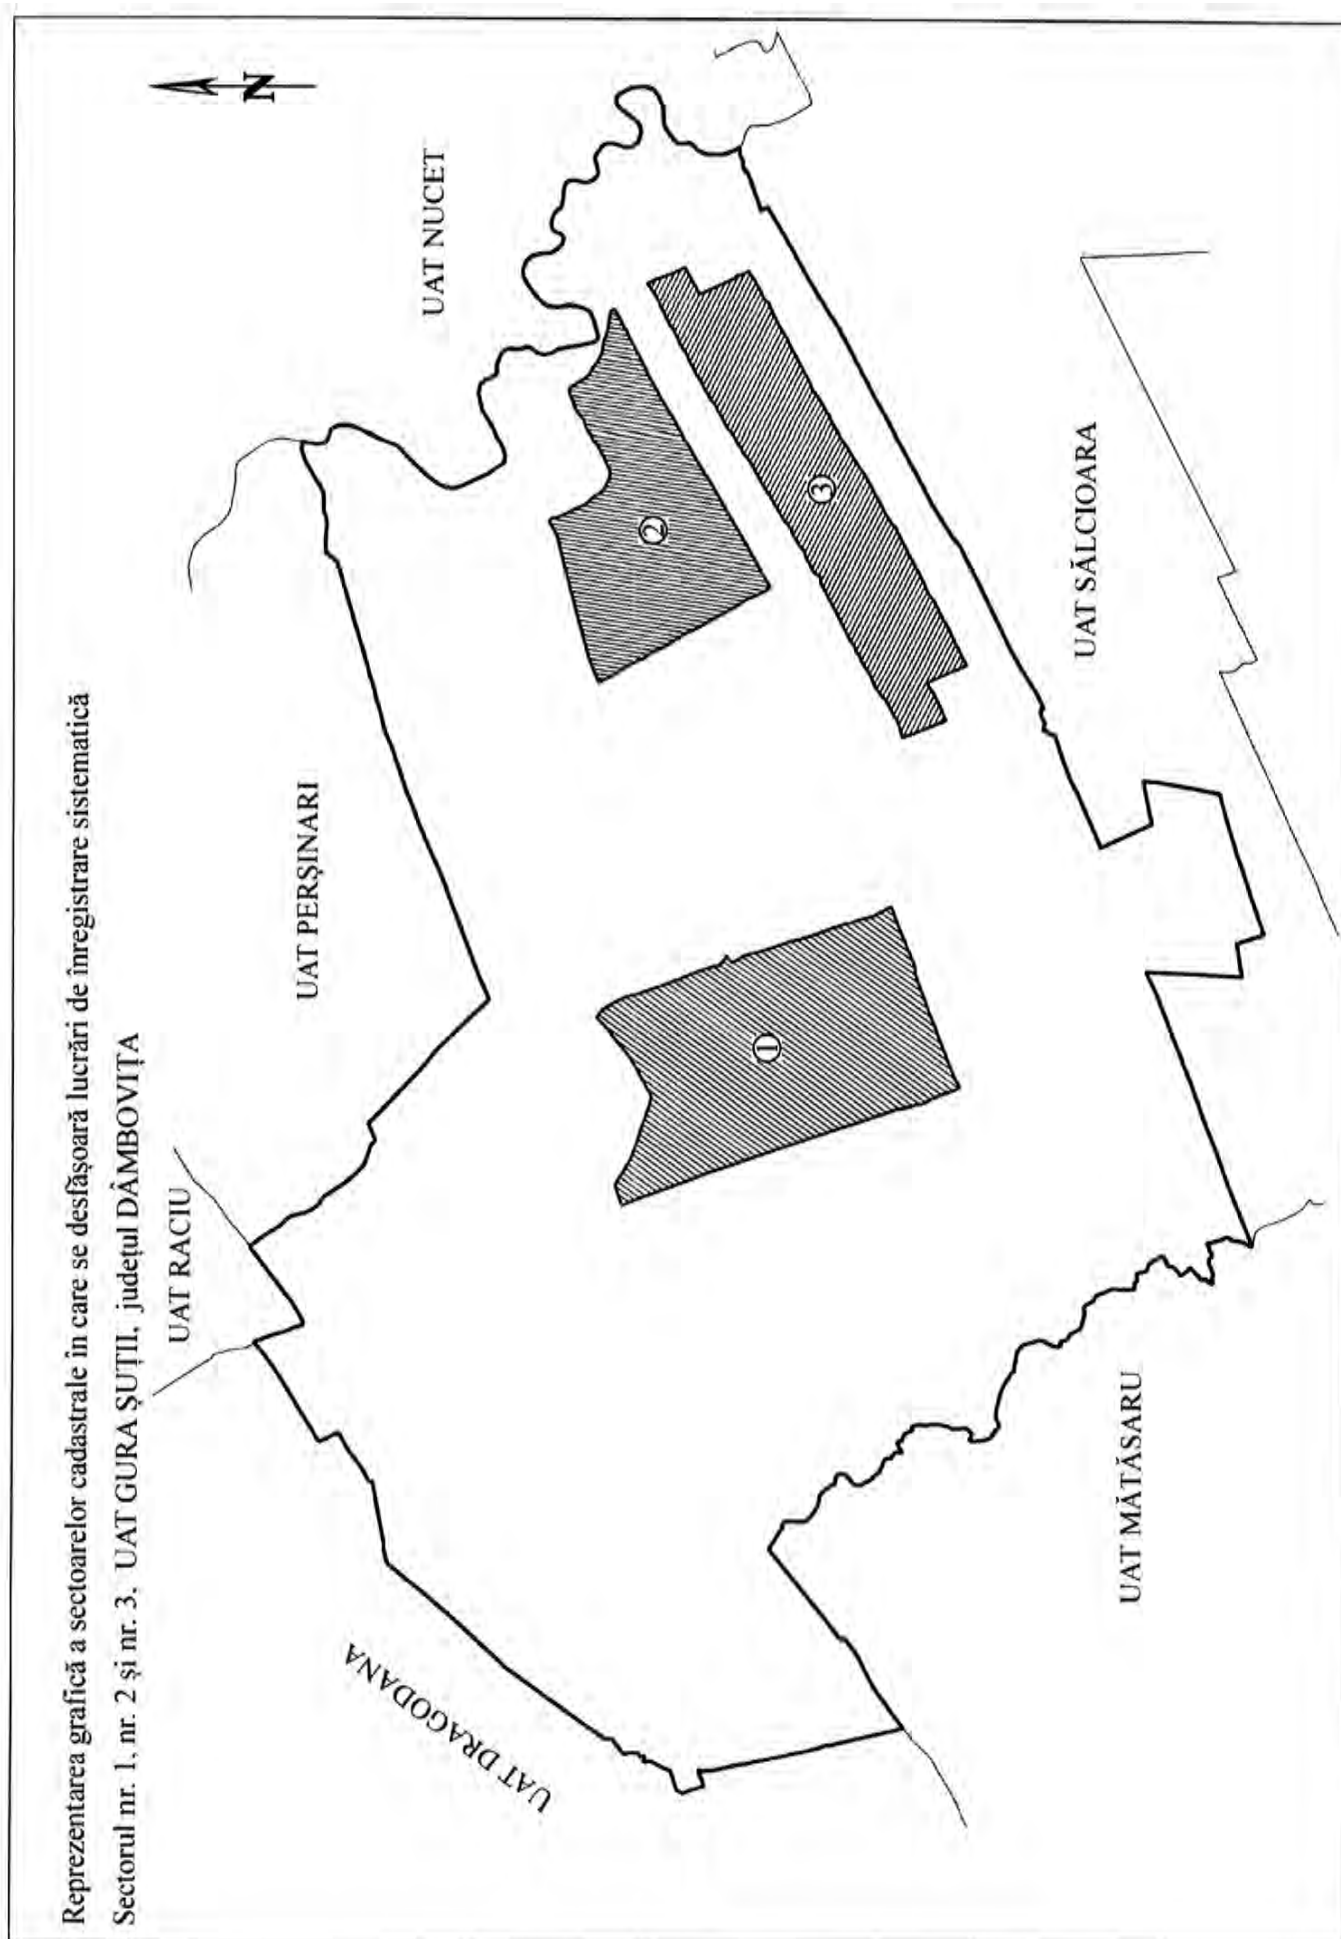 Reprezentarea grafică a sectoarelor cadastrale în care se desfășoară lucrări de înregistrare sistematică
Sectorul nr. 1, nr. 2 și nr. 3, UAT GURA ȘUȚII, județul DÂMBOVIȚA
N
UAT RACIU
UAT PERȘINARI
UAT NUCET
UAT DRAGODANA
2
1
3
UAT SĂLCIOARA
UAT MĂTĂSARU